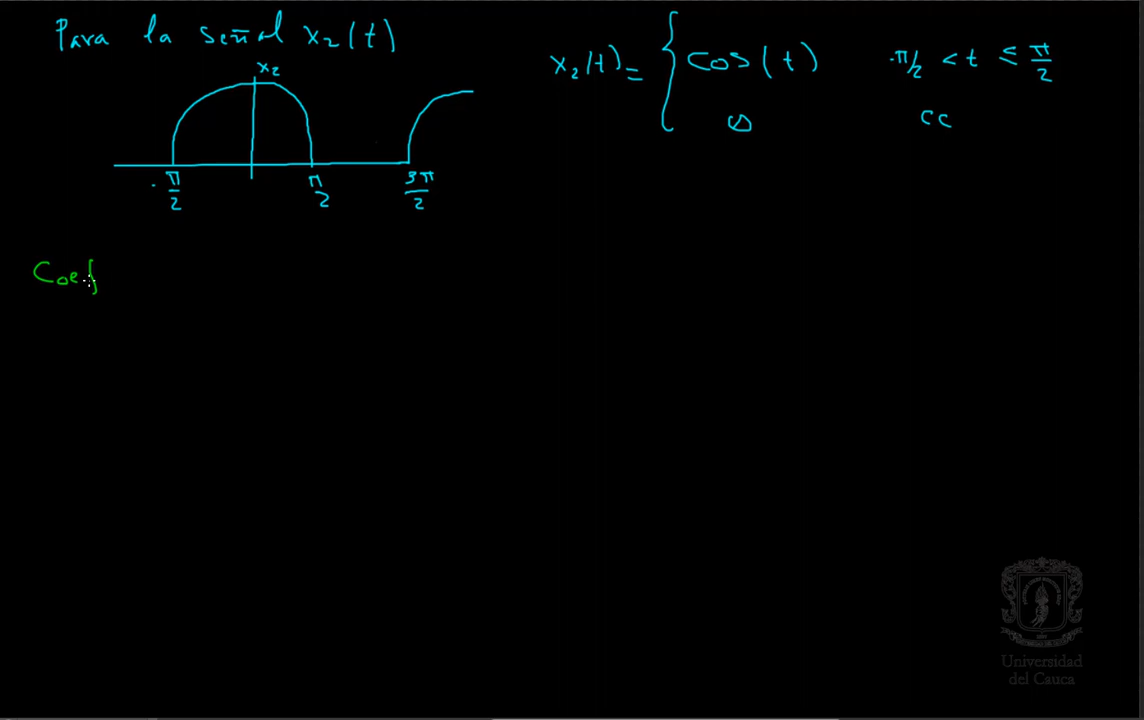 Para la señal x₂(t)
x₂(t) = { cos(t) -π/2 < t ≤ π/2
0 cc
x₂
-π/2 π/2 3π/2
Coef
Universidad
del Cauca